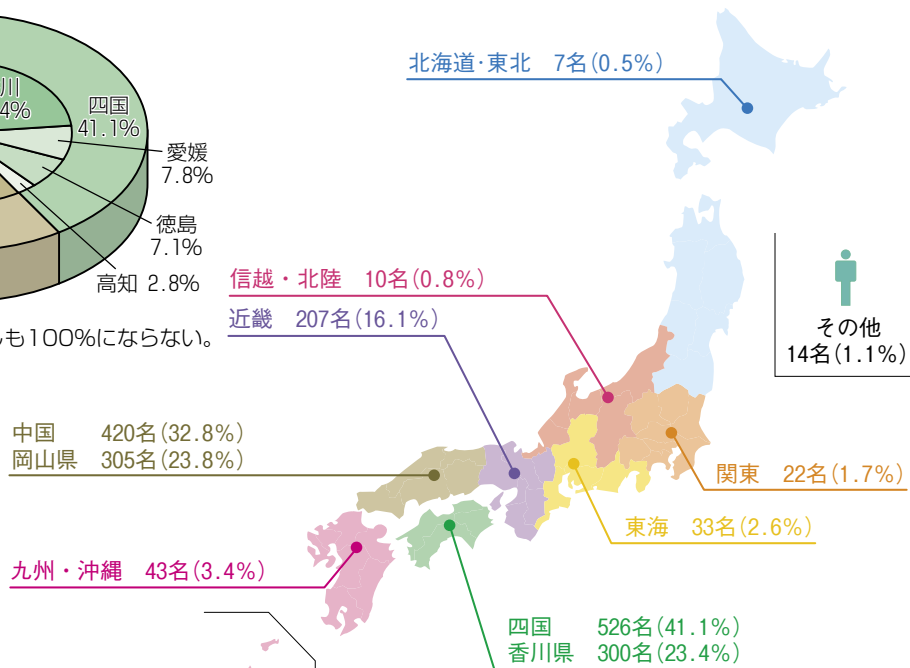 川
4%
四国
41.1%
愛媛
7.8%
徳島
7.1%
高知 2.8%
も100%にならない。
北海道・東北 7名(0.5%)
信越・北陸 10名(0.8%)
近畿 207名(16.1%)
その他
14名(1.1%)
中国 420名(32.8%)
岡山県 305名(23.8%)
関東 22名(1.7%)
東海 33名(2.6%)
九州・沖縄 43名(3.4%)
四国 526名(41.1%)
香川県 300名(23.4%)